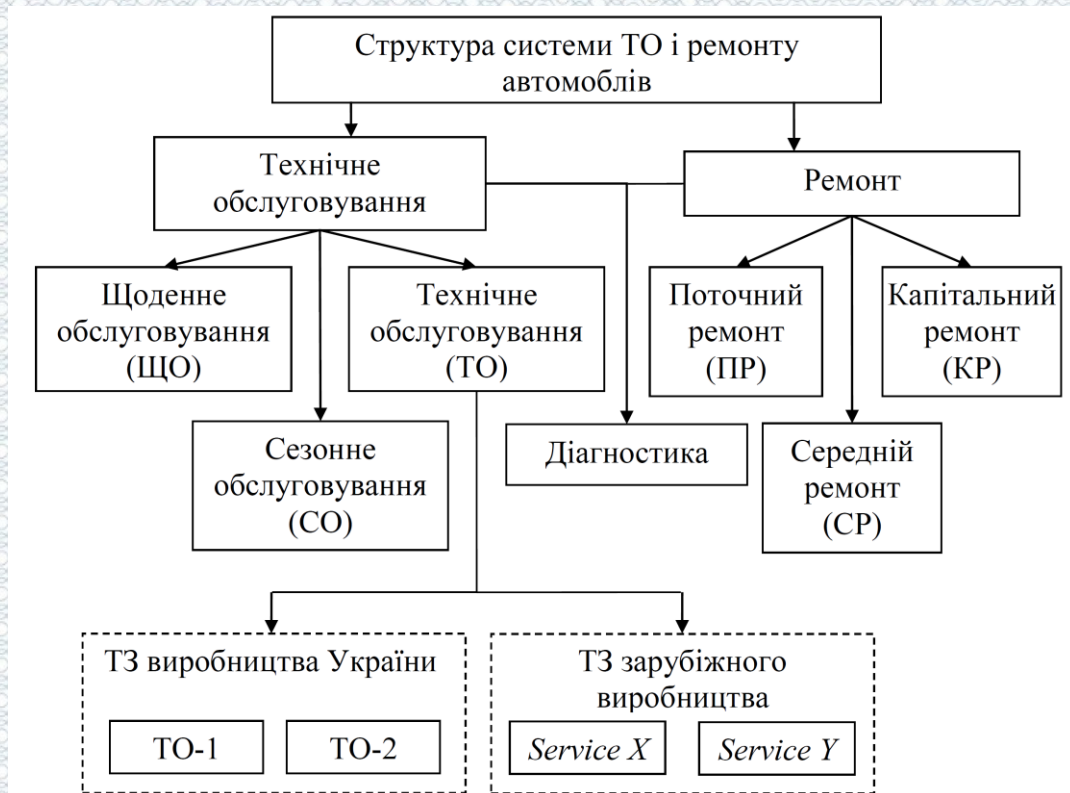 Структура системи ТО і ремонту
автомоблів
Технічне
обслуговування
Ремонт
Щоденне
обслуговування
(ЩО)
Технічне
обслуговування
(ТО)
Поточний
ремонт
(ПР)
Капітальний
ремонт
(КР)
Сезонне
обслуговування
(СО)
Діагностика
Середній
ремонт
(СР)
ТЗ виробництва України
ТО-1
ТО-2
ТЗ зарубіжного
виробництва
Service X
Service Y